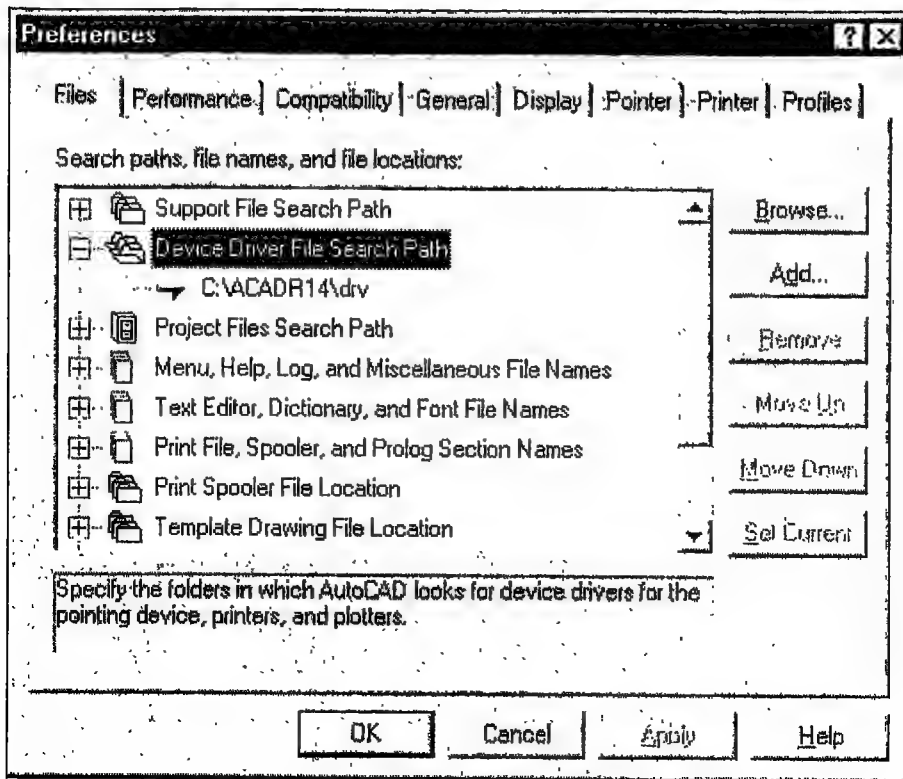 Preferences
Files Performance Compatibility General Display Pointer Printer Profiles
Search paths, file names, and file locations:
Support File Search Path
Browse...
Device Driver File Search Path
Add...
C:\ACADR14\drv
Project Files Search Path
Remove
Menu, Help, Log, and Miscellaneous File Names
Text Editor, Dictionary, and Font File Names
Move Up
Print File, Spooler, and Prolog Section Names
Move Down
Print Spooler File Location
Template Drawing File Location
Set Current
Specify the folders in which AutoCAD looks for device drivers for the
pointing device, printers, and plotters.
OK Cancel Apply Help